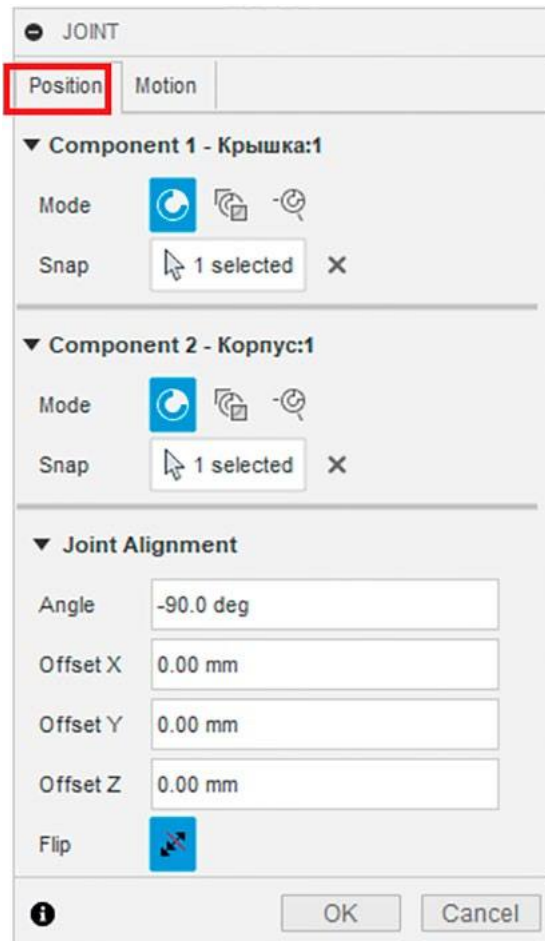 JOINT
Position Motion
Component 1 - Крышка:1
Mode
Snap 1 selected
Component 2 - Корпус:1
Mode
Snap 1 selected
Joint Alignment
Angle -90.0 deg
Offset X 0.00 mm
Offset Y 0.00 mm
Offset Z 0.00 mm
Flip
OK Cancel